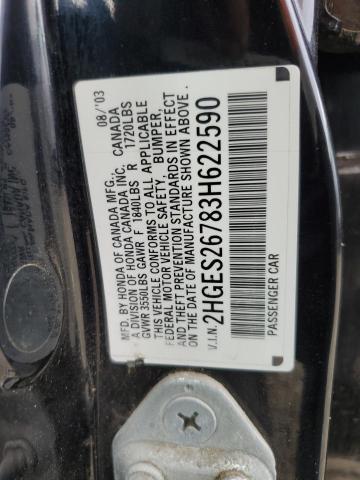 MFD. BY HONDA OF CANADA MFG., CANADA 08/'03
A DIVISION OF HONDA CANADA INC.
GVWR 3550LBS GAWR F 1840LBS R 1720LBS
THIS VEHICLE CONFORMS TO ALL APPLICABLE
FEDERAL MOTOR VEHICLE SAFETY, BUMPER,
AND THEFT PREVENTION STANDARDS IN EFFECT
ON THE DATE OF MANUFACTURE SHOWN ABOVE.
V.I.N. 2HGES26783H622590
PASSENGER CAR